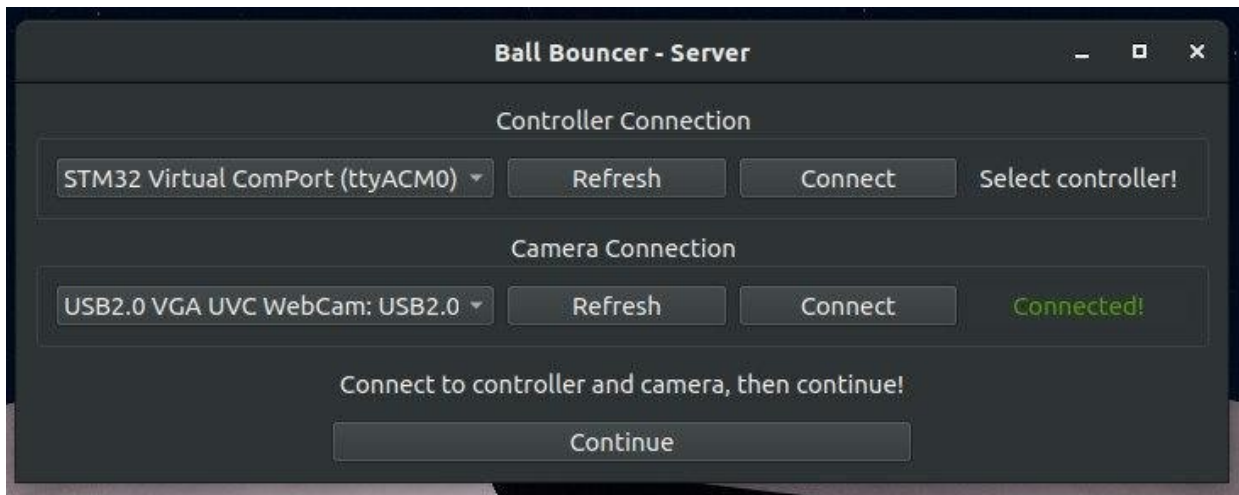 Ball Bouncer - Server
Controller Connection
STM32 Virtual ComPort (ttyACM0) Refresh Connect Select controller!
Camera Connection
USB2.0 VGA UVC WebCam: USB2.0 Refresh Connect Connected!
Connect to controller and camera, then continue!
Continue